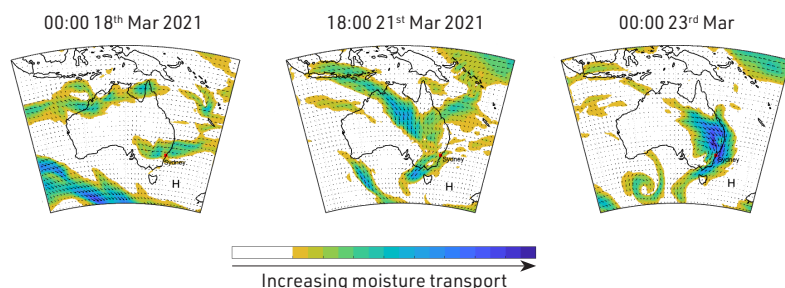 00:00 18th Mar 2021
18:00 21st Mar 2021
00:00 23rd Mar
Sydney
H
Sydney
H
Sydney
H
Increasing moisture transport